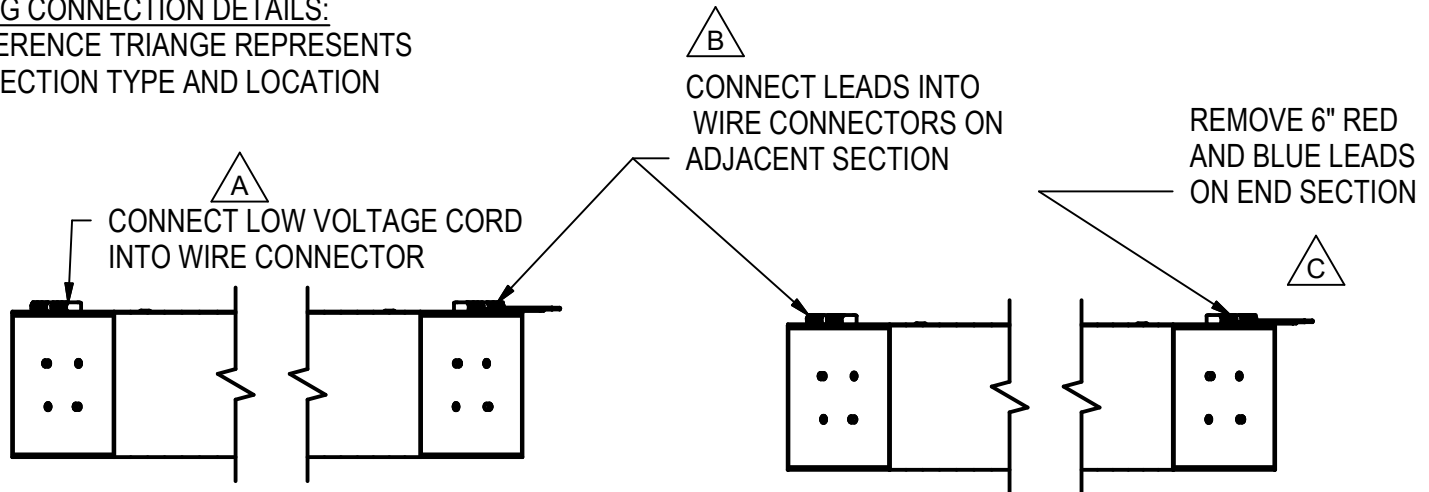 G CONNECTION DETAILS:
ERENCE TRIANGE REPRESENTS
ECTION TYPE AND LOCATION
A
CONNECT LOW VOLTAGE CORD
INTO WIRE CONNECTOR
B
CONNECT LEADS INTO
WIRE CONNECTORS ON
ADJACENT SECTION
REMOVE 6" RED
AND BLUE LEADS
ON END SECTION
C